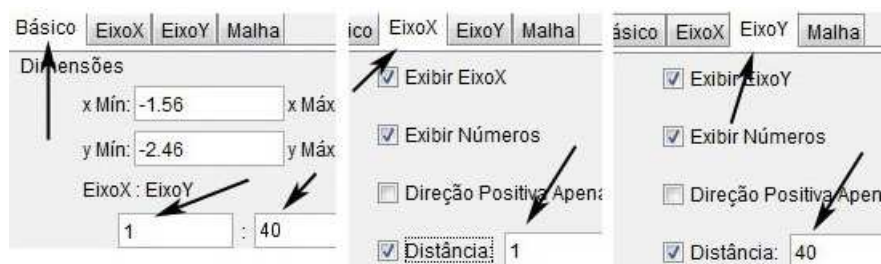 Básico EixoX EixoY Malha
Dimensões
x Mín: -1.56 x Máx
y Mín: -2.46 y Máx
EixoX : EixoY
1 : 40
ico EixoX EixoY Malha
Exibir EixoX
Exibir Números
Direção Positiva Apena
Distância: 1
ásico EixoX EixoY Malha
Exibir EixoY
Exibir Números
Direção Positiva Apen
Distância: 40